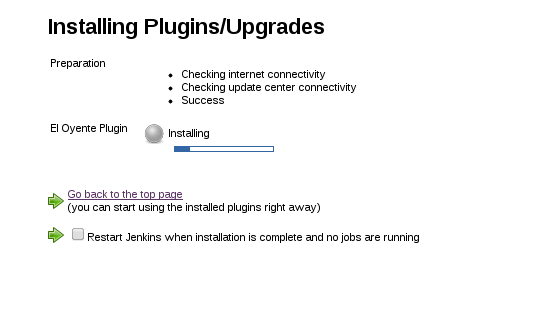 Installing Plugins/Upgrades
Preparation
Checking internet connectivity
Checking update center connectivity
Success
El Oyente Plugin
Installing
Go back to the top page
(you can start using the installed plugins right away)
Restart Jenkins when installation is complete and no jobs are running